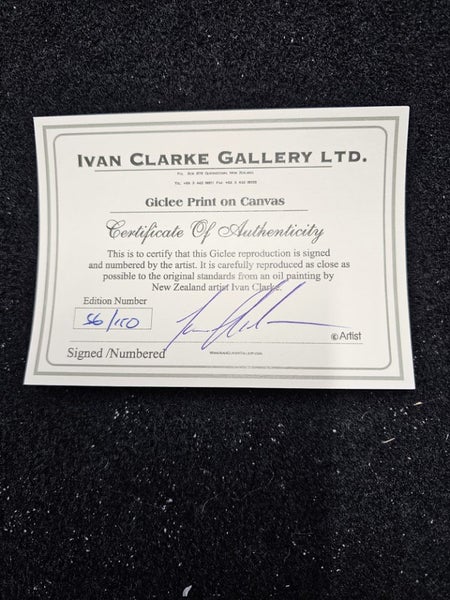 IVAN CLARKE GALLERY LTD.
Giclee Print on Canvas
Certificate Of Authenticity
This is to certify that this Giclee reproduction is signed
and numbered by the artist. It is carefully reproduced as close as
possible to the original standards from an oil painting by
New Zealand artist Ivan Clarke.
Edition Number
56/150
©Artist
Signed /Numbered